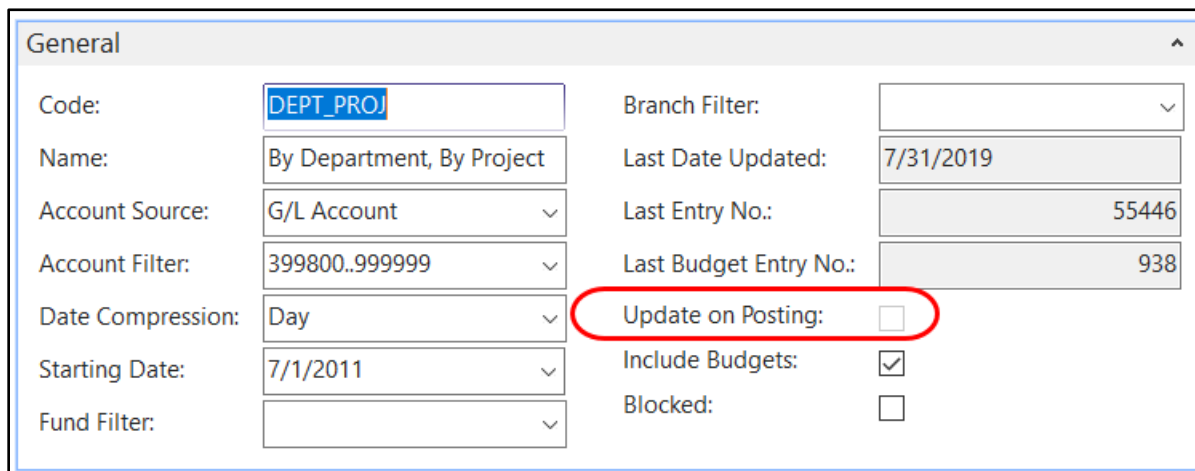 General
Code: DEPT_PROJ
Name: By Department, By Project
Account Source: G/L Account
Account Filter: 399800..999999
Date Compression: Day
Starting Date: 7/1/2011
Fund Filter:
Branch Filter:
Last Date Updated: 7/31/2019
Last Entry No.: 55446
Last Budget Entry No.: 938
Update on Posting:
Include Budgets:
Blocked: